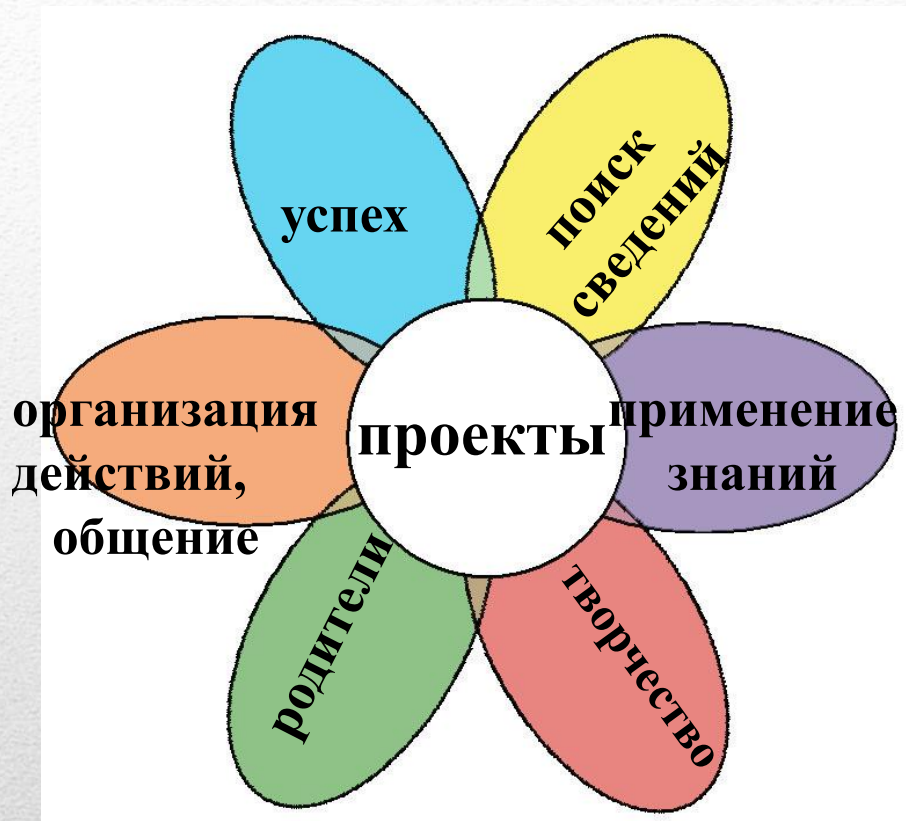 успех
поиск
сведений
организация
действий,
общение
проекты
применение
знаний
родители
творчество